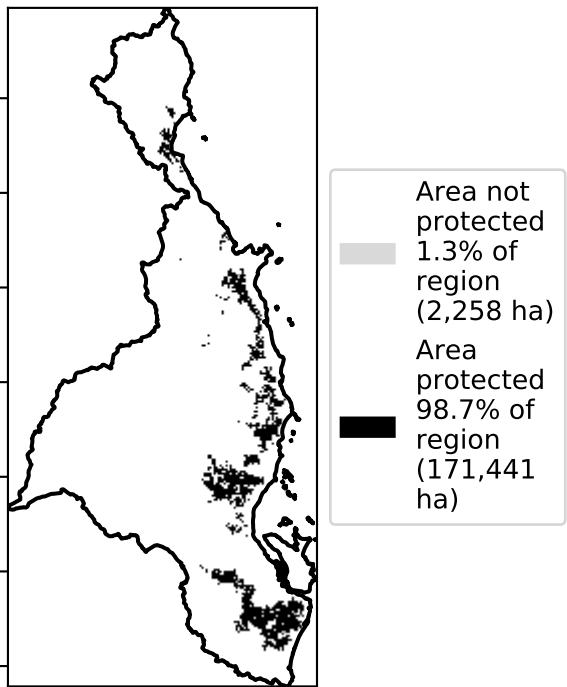 Area not
protected
1.3% of
region
(2,258 ha)
Area
protected
98.7% of
region
(171,441
ha)